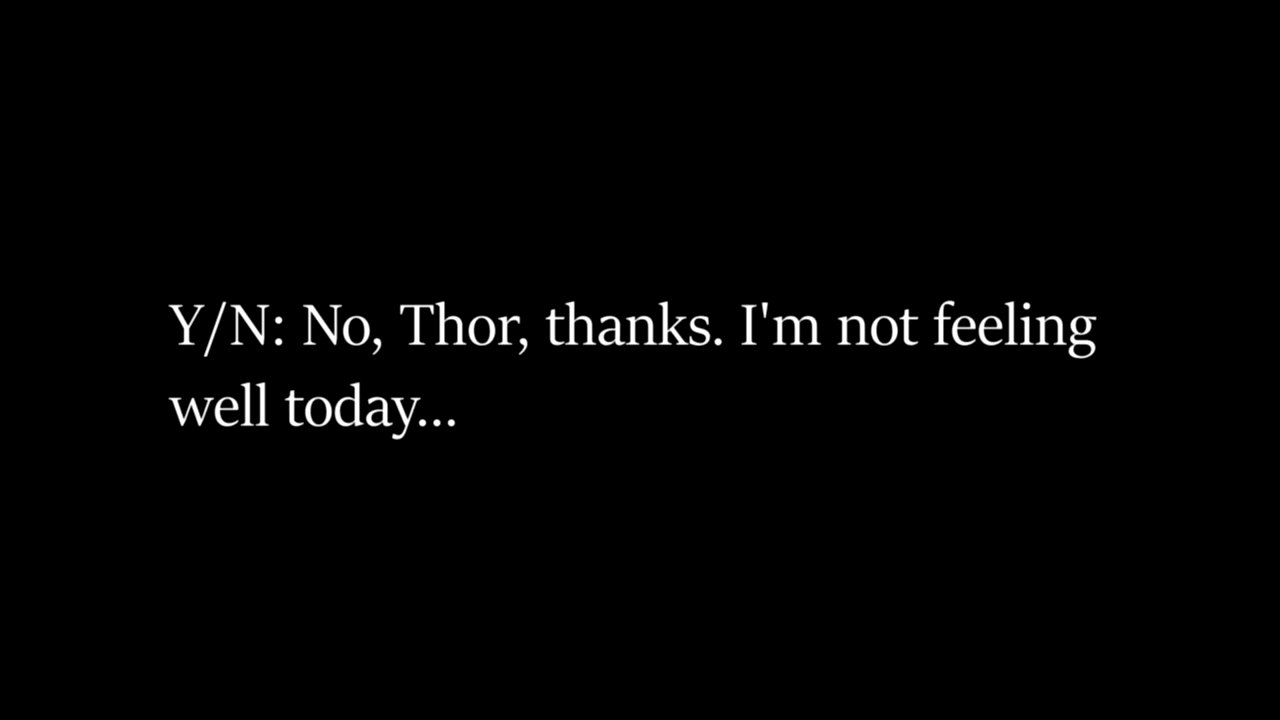 Y/N: No, Thor, thanks. I'm not feeling
well today...